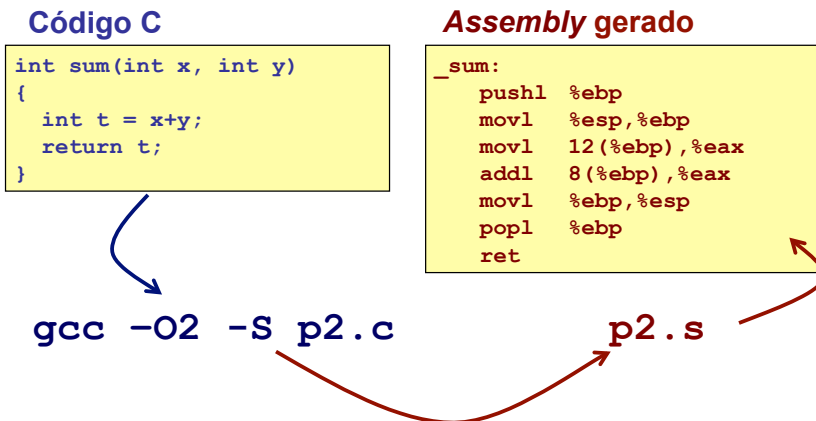 Código C
int sum(int x, int y)
{
  int t = x+y;
  return t;
}
Assembly gerado
_sum:
   pushl  %ebp
   movl   %esp,%ebp
   movl   12(%ebp),%eax
   addl   8(%ebp),%eax
   movl   %ebp,%esp
   popl   %ebp
   ret
gcc –O2 -S p2.c
p2.s